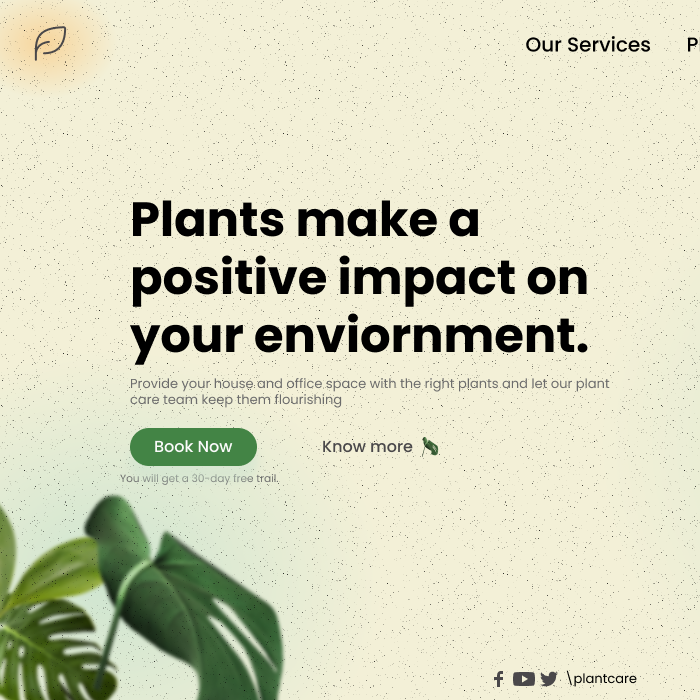 Our Services
Plants make a
positive impact on
your enviornment.
Provide your house and office space with the right plants and let our plant
care team keep them flourishing
Book Now
Know more
You will get a 30-day free trail.
\plantcare